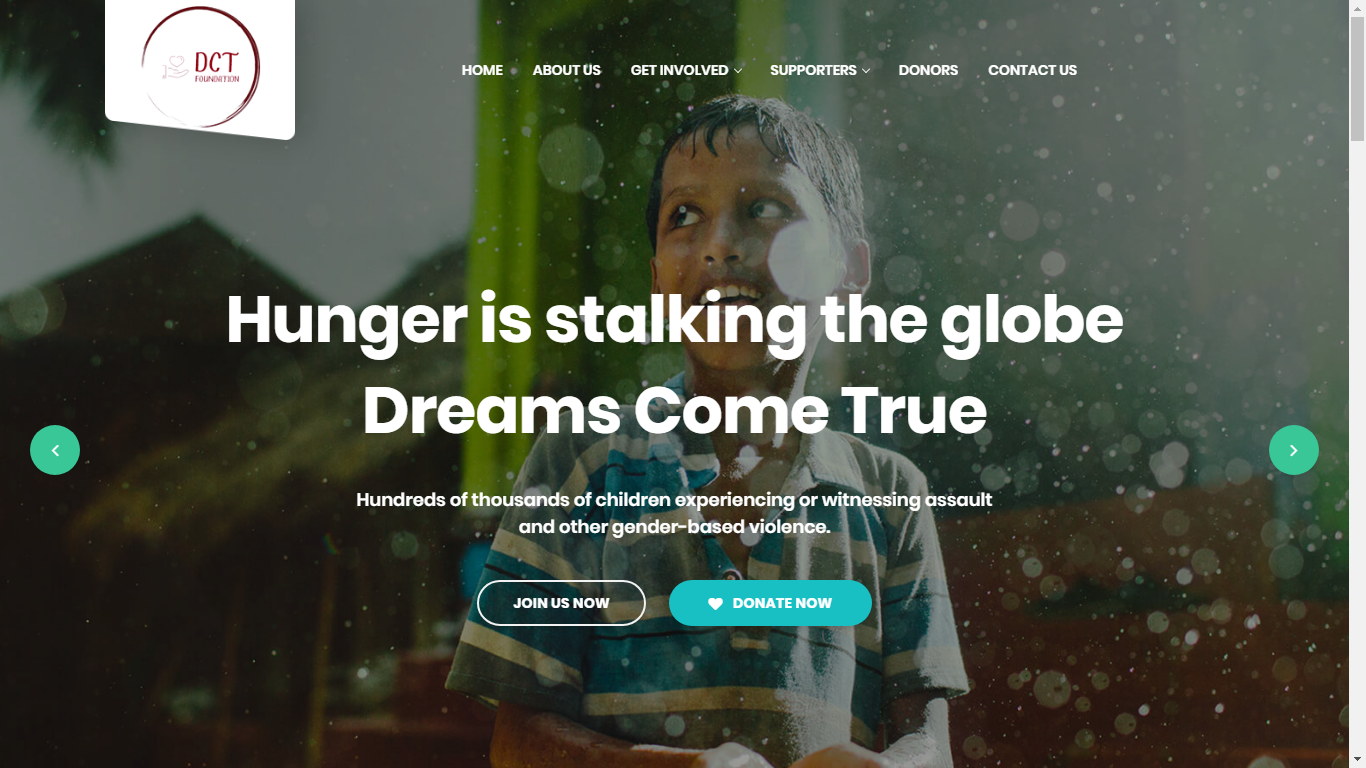 DCT
FOUNDATION
HOME ABOUT US GET INVOLVED SUPPORTERS DONORS CONTACT US
Hunger is stalking the globe
Dreams Come True
Hundreds of thousands of children experiencing or witnessing assault
and other gender-based violence.
JOIN US NOW DONATE NOW